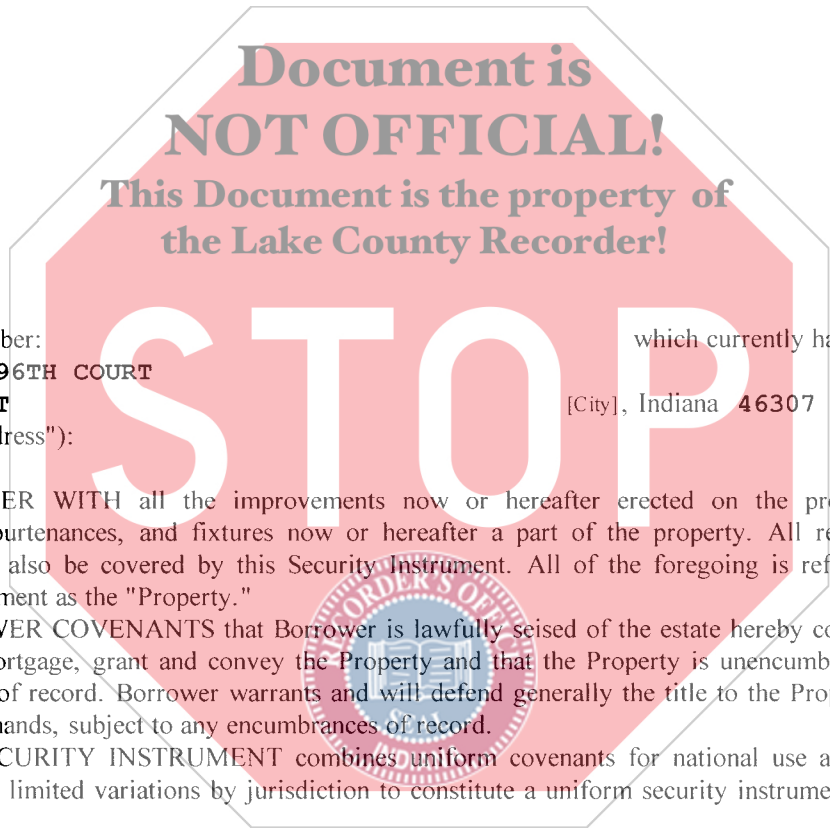 Document is
NOT OFFICIAL!
This Document is the property of
the Lake County Recorder!
STOP
ber: which currently ha
96TH COURT
T [City], Indiana 46307
dress"):
ER WITH all the improvements now or hereafter erected on the pr
urtenances, and fixtures now or hereafter a part of the property. All re
also be covered by this Security Instrument. All of the foregoing is ref
ment as the "Property."
VER COVENANTS that Borrower is lawfully seised of the estate hereby co
ortgage, grant and convey the Property and that the Property is unencumb
of record. Borrower warrants and will defend generally the title to the Prop
nands, subject to any encumbrances of record.
CURITY INSTRUMENT combines uniform covenants for national use a
limited variations by jurisdiction to constitute a uniform security instrume
RECORDER'S OFFICE
SEAL
INDIANA